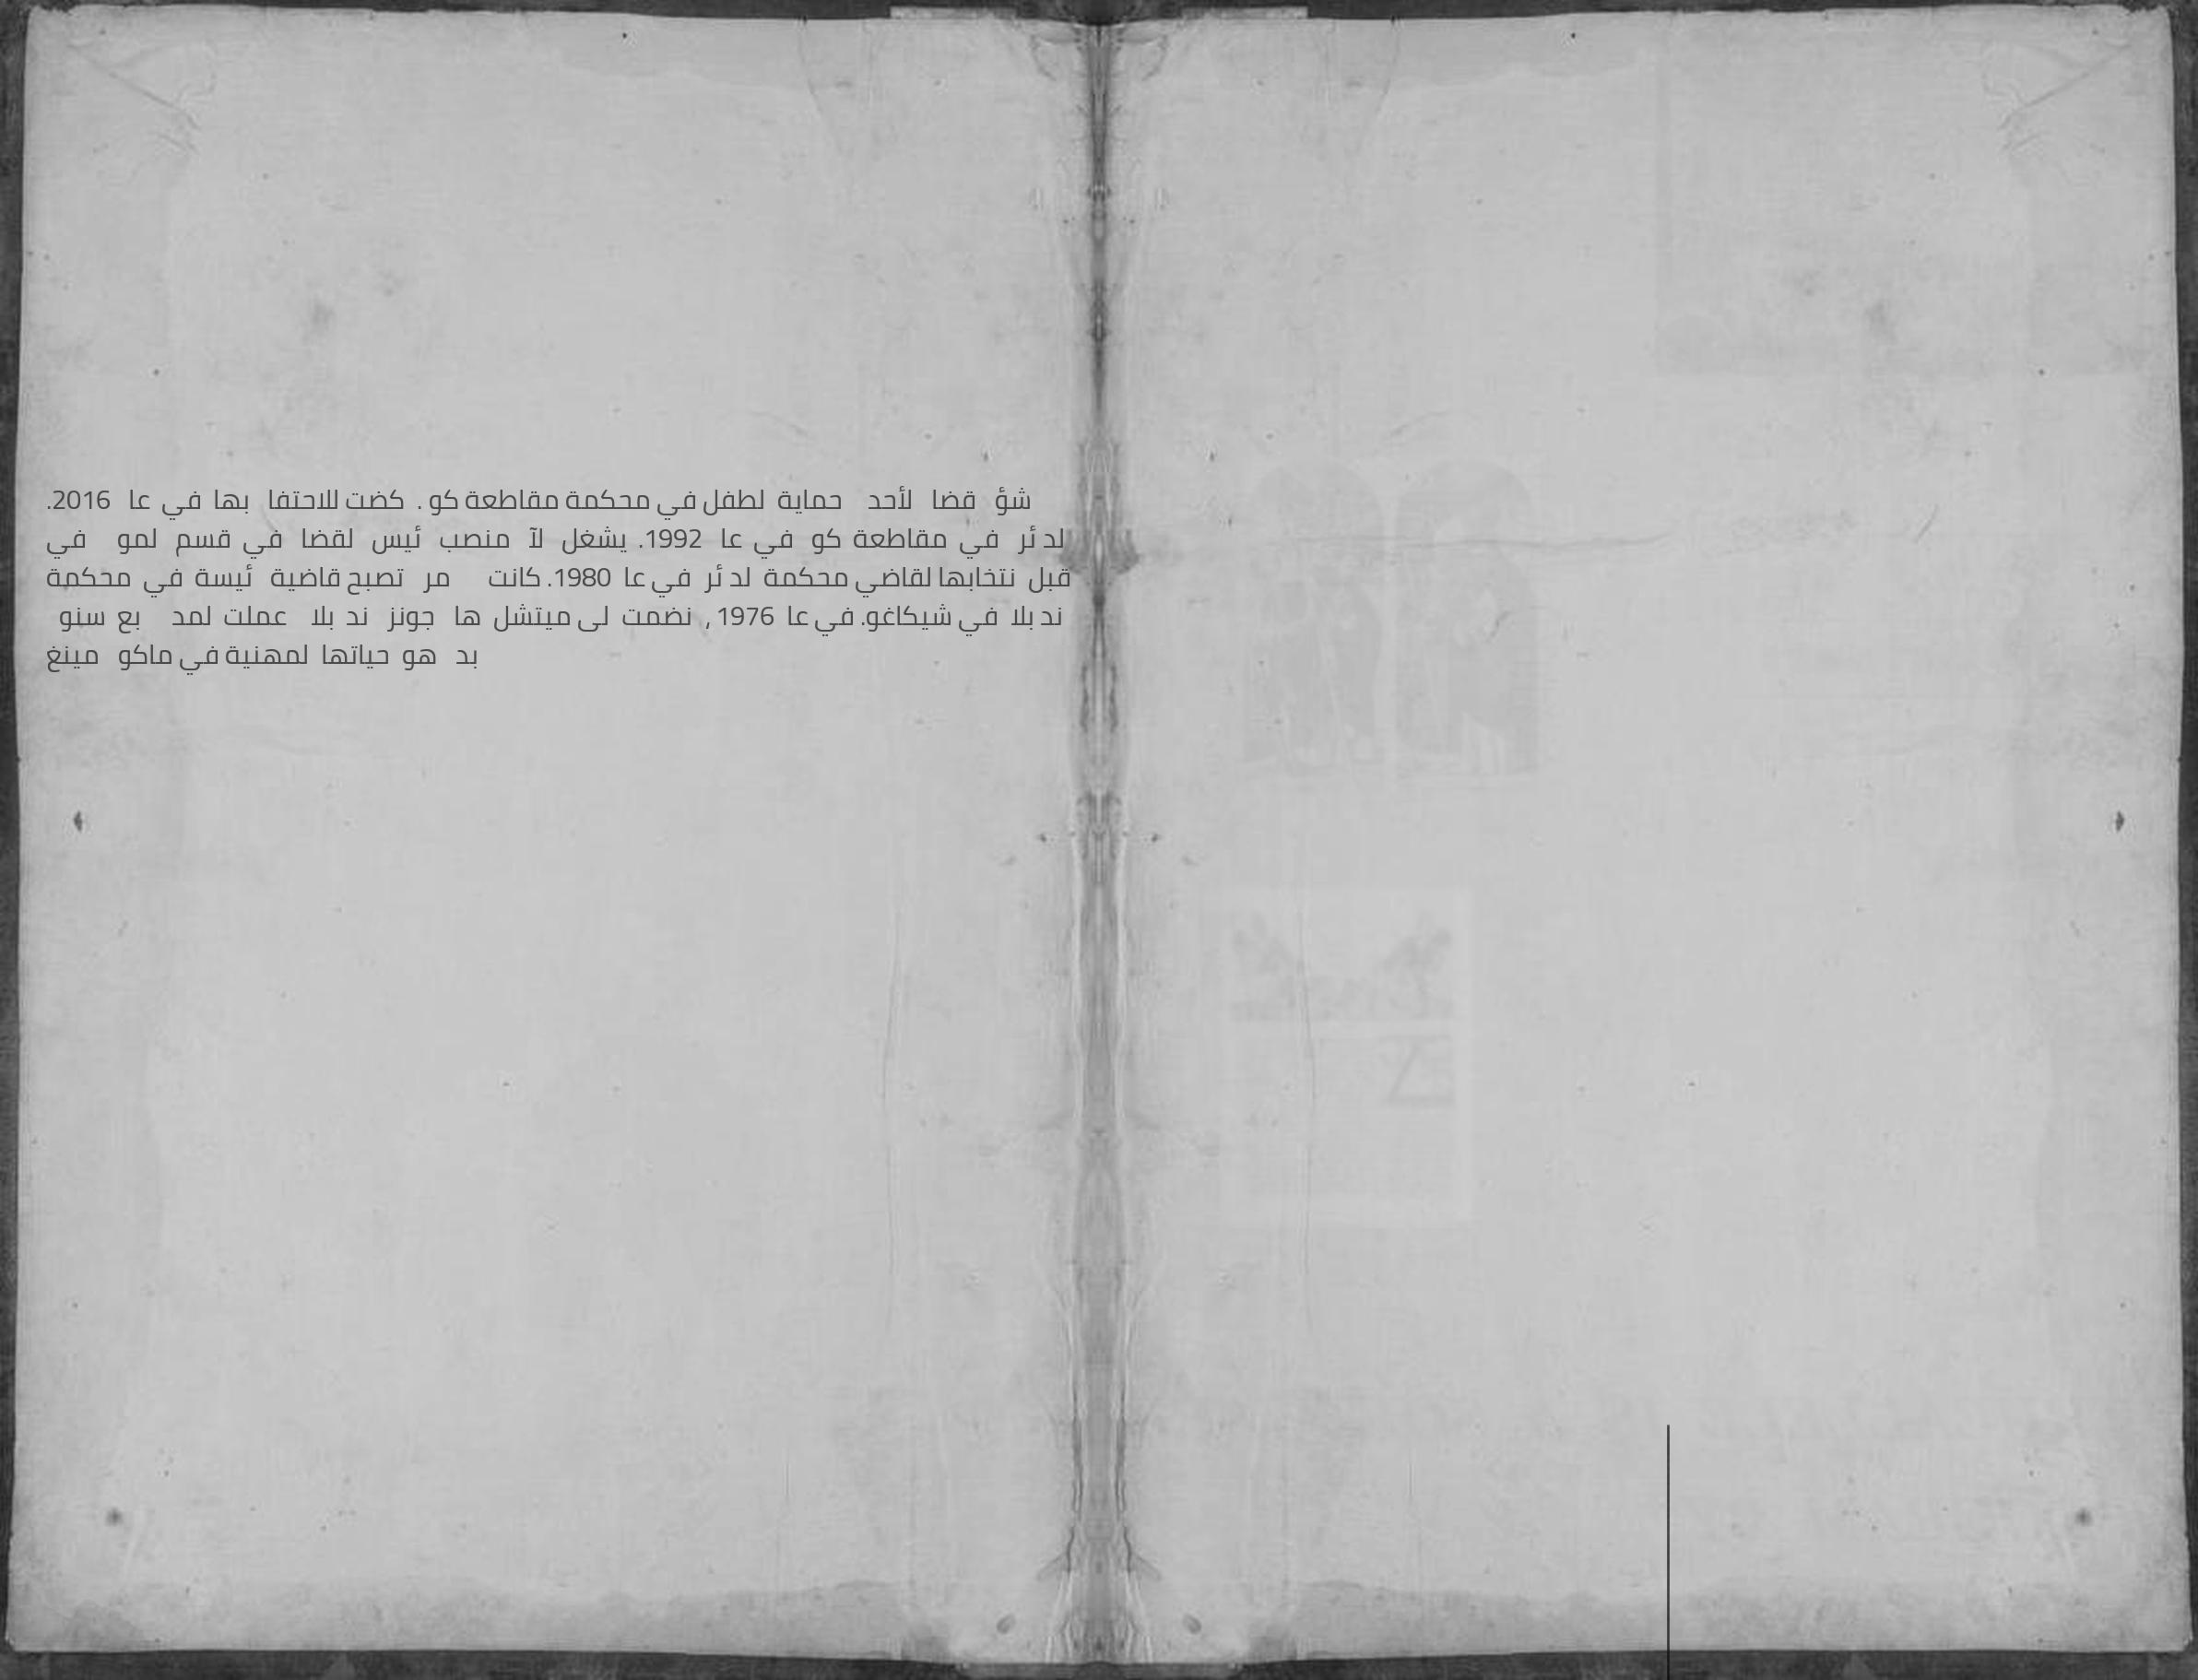 شؤ قضا لأحد حماية لطفل في محكمة مقاطعة كو . كضت للاحتفا بها في عا 2016.
لد ئر في مقاطعة كو في عا 1992. يشغل لآ منصب ئيس لقضا في قسم لمو في
قبل نتخابها لقاضي محكمة لد ئر في عا 1980. كانت مر تصبح قاضية ئيسة في محكمة
ند بلا في شيكاغو. في عا 1976 , نضمت لى ميتشل ها جونز ند بلا عملت لمد بع سنو
بد هو حياتها لمهنية في ماكو مينغ